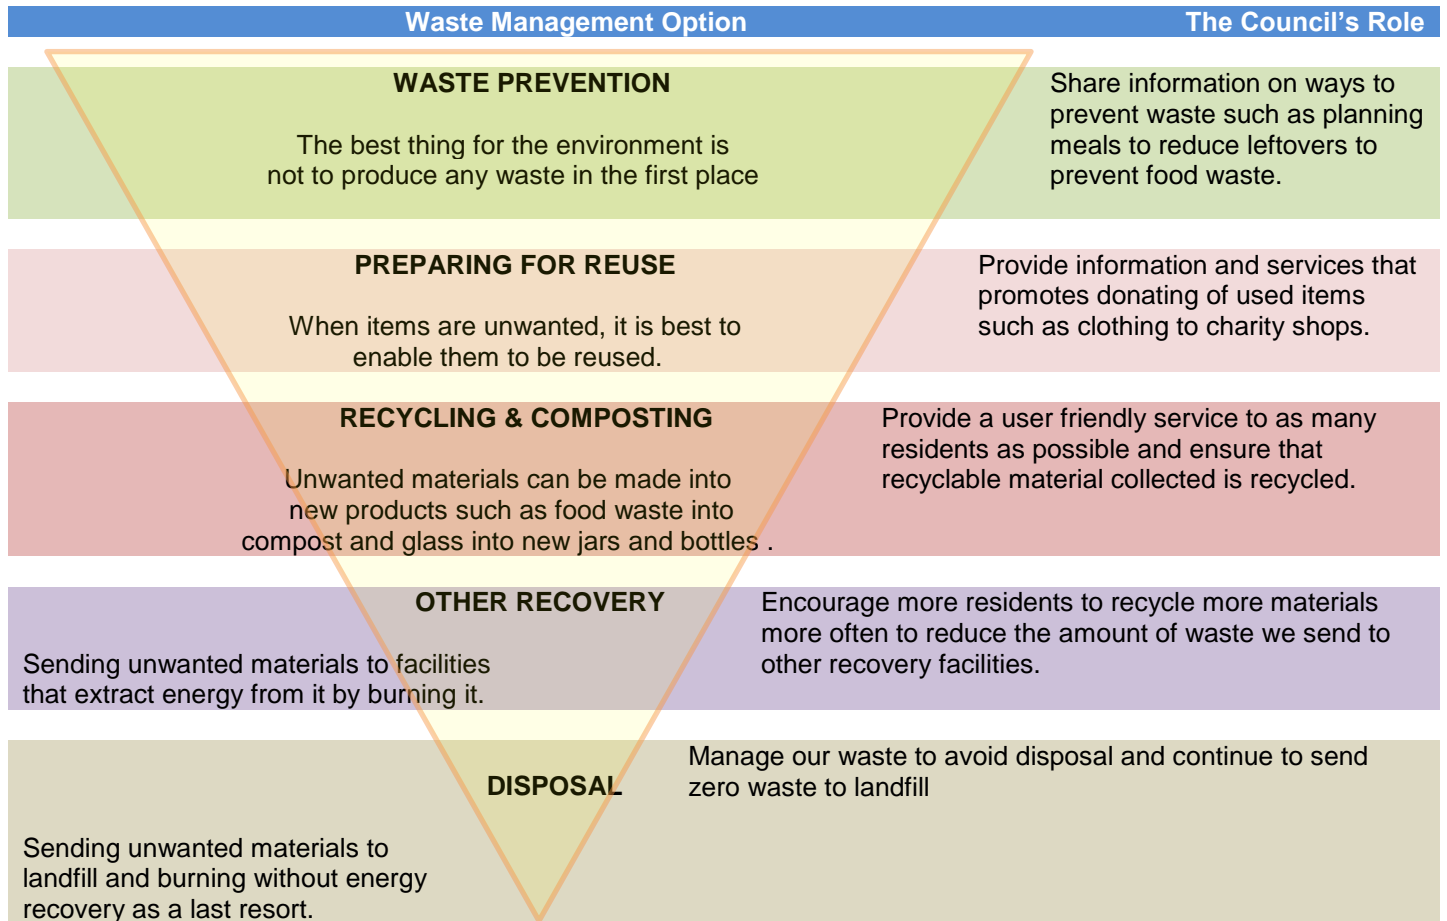 Waste Management Option
The Council's Role
WASTE PREVENTION
The best thing for the environment is
not to produce any waste in the first place
Share information on ways to
prevent waste such as planning
meals to reduce leftovers to
prevent food waste.
PREPARING FOR REUSE
When items are unwanted, it is best to
enable them to be reused.
Provide information and services that
promotes donating of used items
such as clothing to charity shops.
RECYCLING & COMPOSTING
Unwanted materials can be made into
new products such as food waste into
compost and glass into new jars and bottles .
Provide a user friendly service to as many
residents as possible and ensure that
recyclable material collected is recycled.
OTHER RECOVERY
Sending unwanted materials to facilities
that extract energy from it by burning it.
Encourage more residents to recycle more materials
more often to reduce the amount of waste we send to
other recovery facilities.
DISPOSAL
Sending unwanted materials to
landfill and burning without energy
recovery as a last resort.
Manage our waste to avoid disposal and continue to send
zero waste to landfill